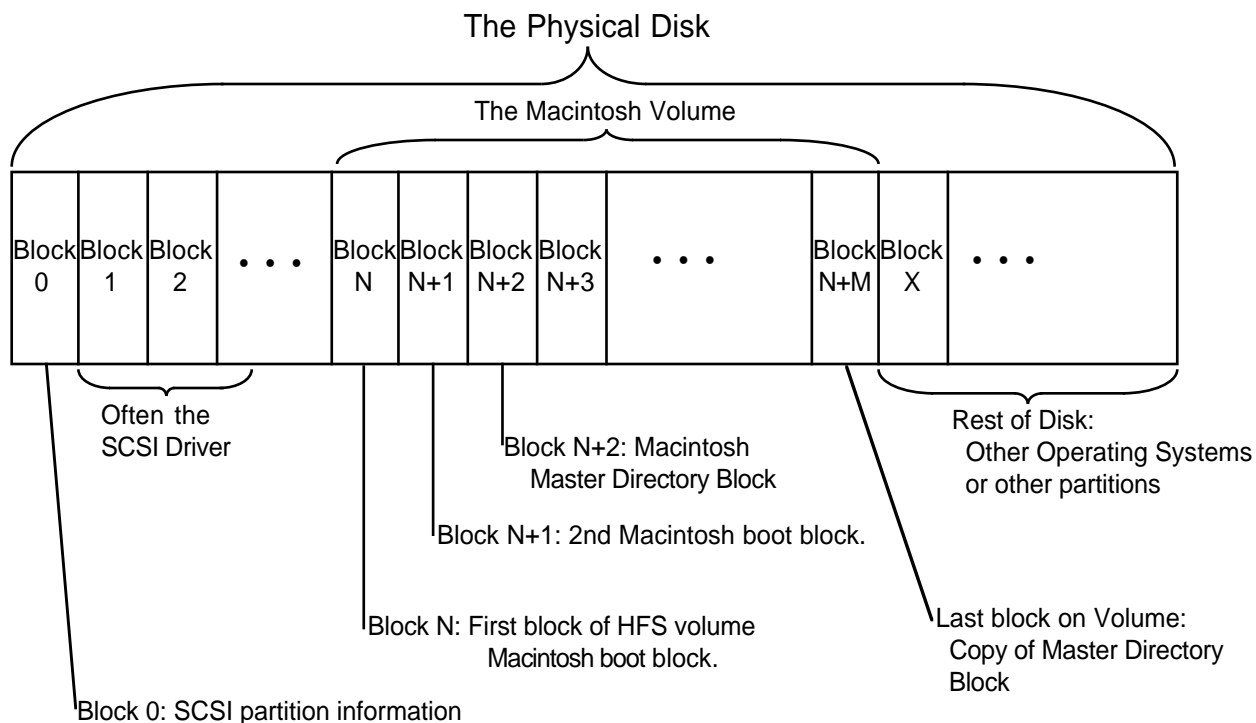 The Physical Disk
The Macintosh Volume
Block
0
Block
1
Block
2
• • •
Block
N
Block
N+1
Block
N+2
Block
N+3
• • •
Block
N+M
Block
X
• • •
Often the
SCSI Driver
Rest of Disk:
Other Operating Systems
or other partitions
Block N+2: Macintosh
Master Directory Block
Block N+1: 2nd Macintosh boot block.
Block N: First block of HFS volume
Macintosh boot block.
Last block on Volume:
Copy of Master Directory
Block
Block 0: SCSI partition information